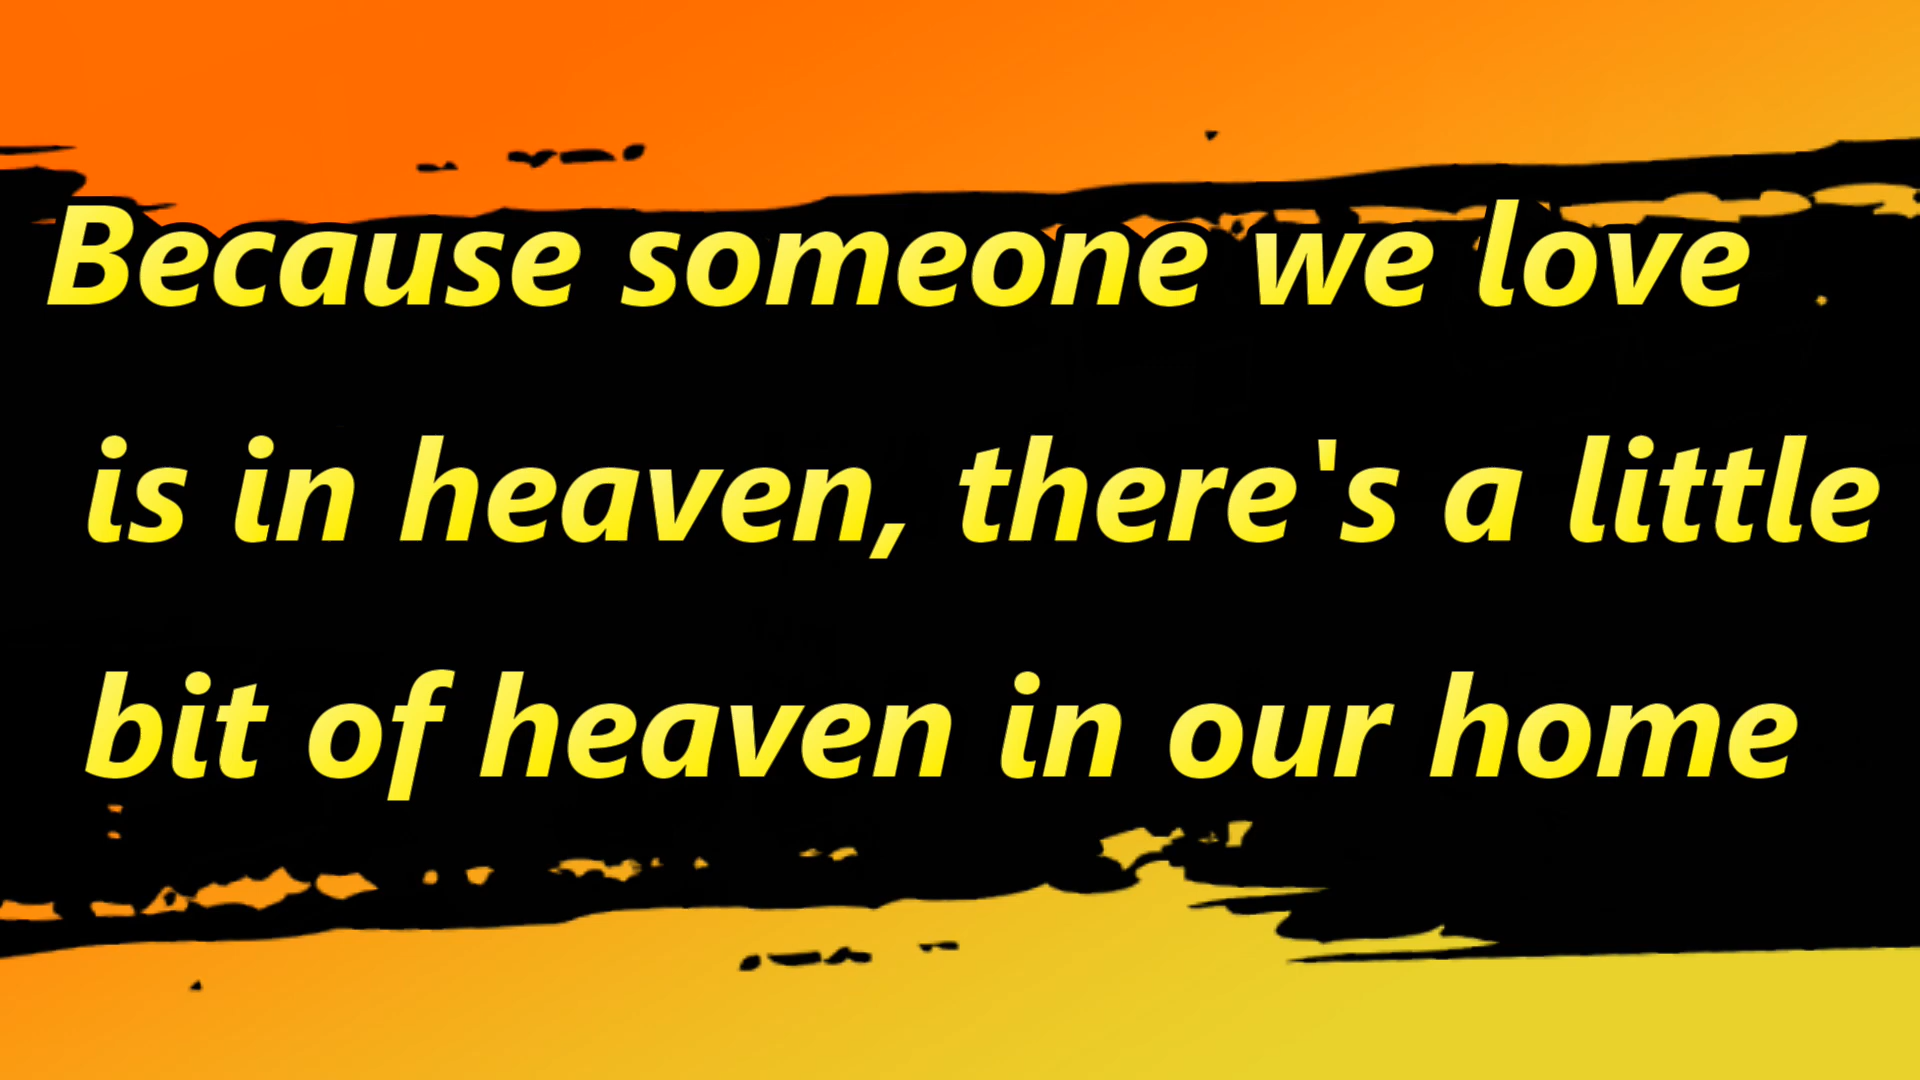 Because someone we love
is in heaven, there's a little
bit of heaven in our home